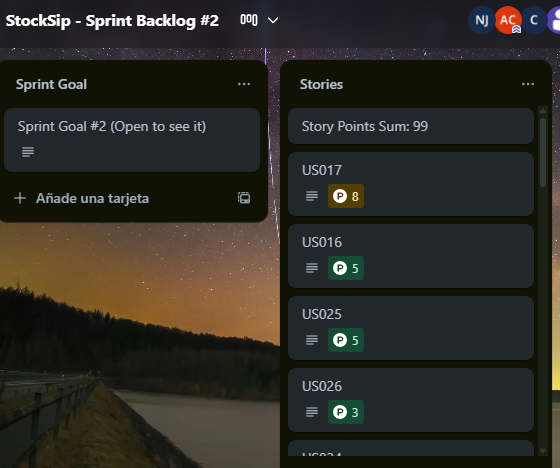 StockSip - Sprint Backlog #2
NJ
AC
C
Sprint Goal
Sprint Goal #2 (Open to see it)
Añade una tarjeta
Stories
Story Points Sum: 99
US017
P 8
US016
P 5
US025
P 5
US026
P 3